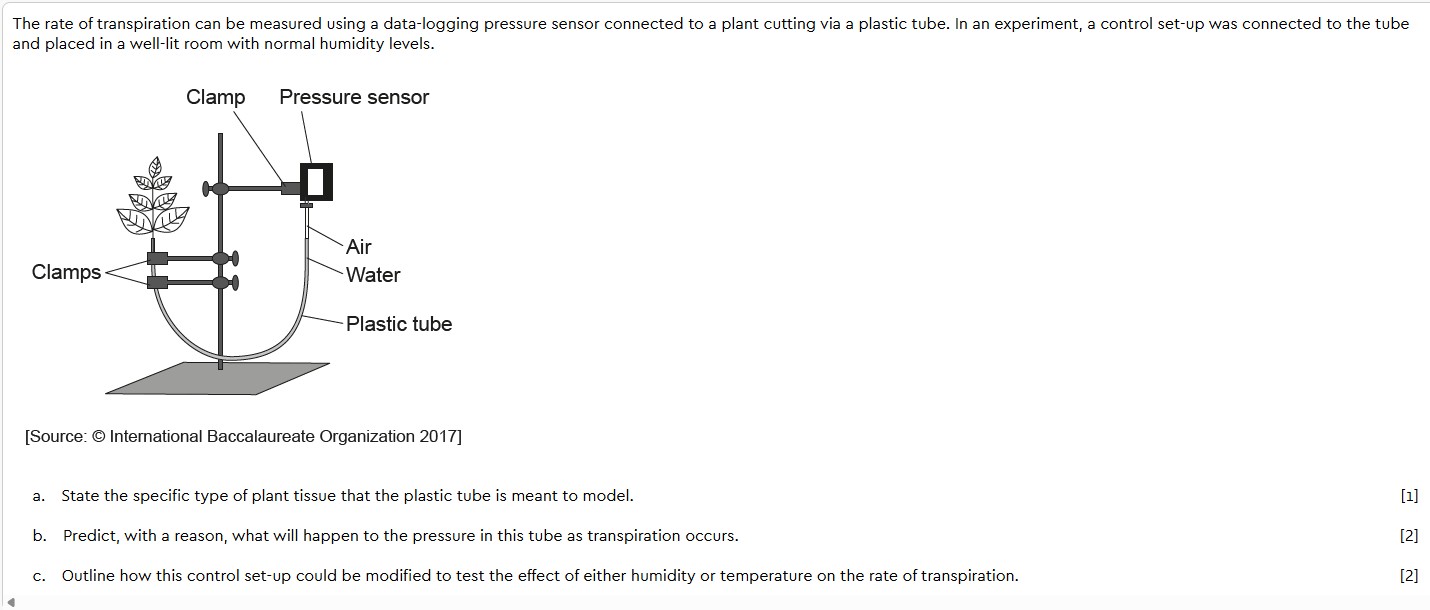 The rate of transpiration can be measured using a data-logging pressure sensor connected to a plant cutting via a plastic tube. In an experiment, a control set-up was connected to the tube
and placed in a well-lit room with normal humidity levels.
Clamp Pressure sensor
Air
Clamps
Water
Plastic tube
[Source: © International Baccalaureate Organization 2017]
a. State the specific type of plant tissue that the plastic tube is meant to model. [1]
b. Predict, with a reason, what will happen to the pressure in this tube as transpiration occurs. [2]
c. Outline how this control set-up could be modified to test the effect of either humidity or temperature on the rate of transpiration. [2]